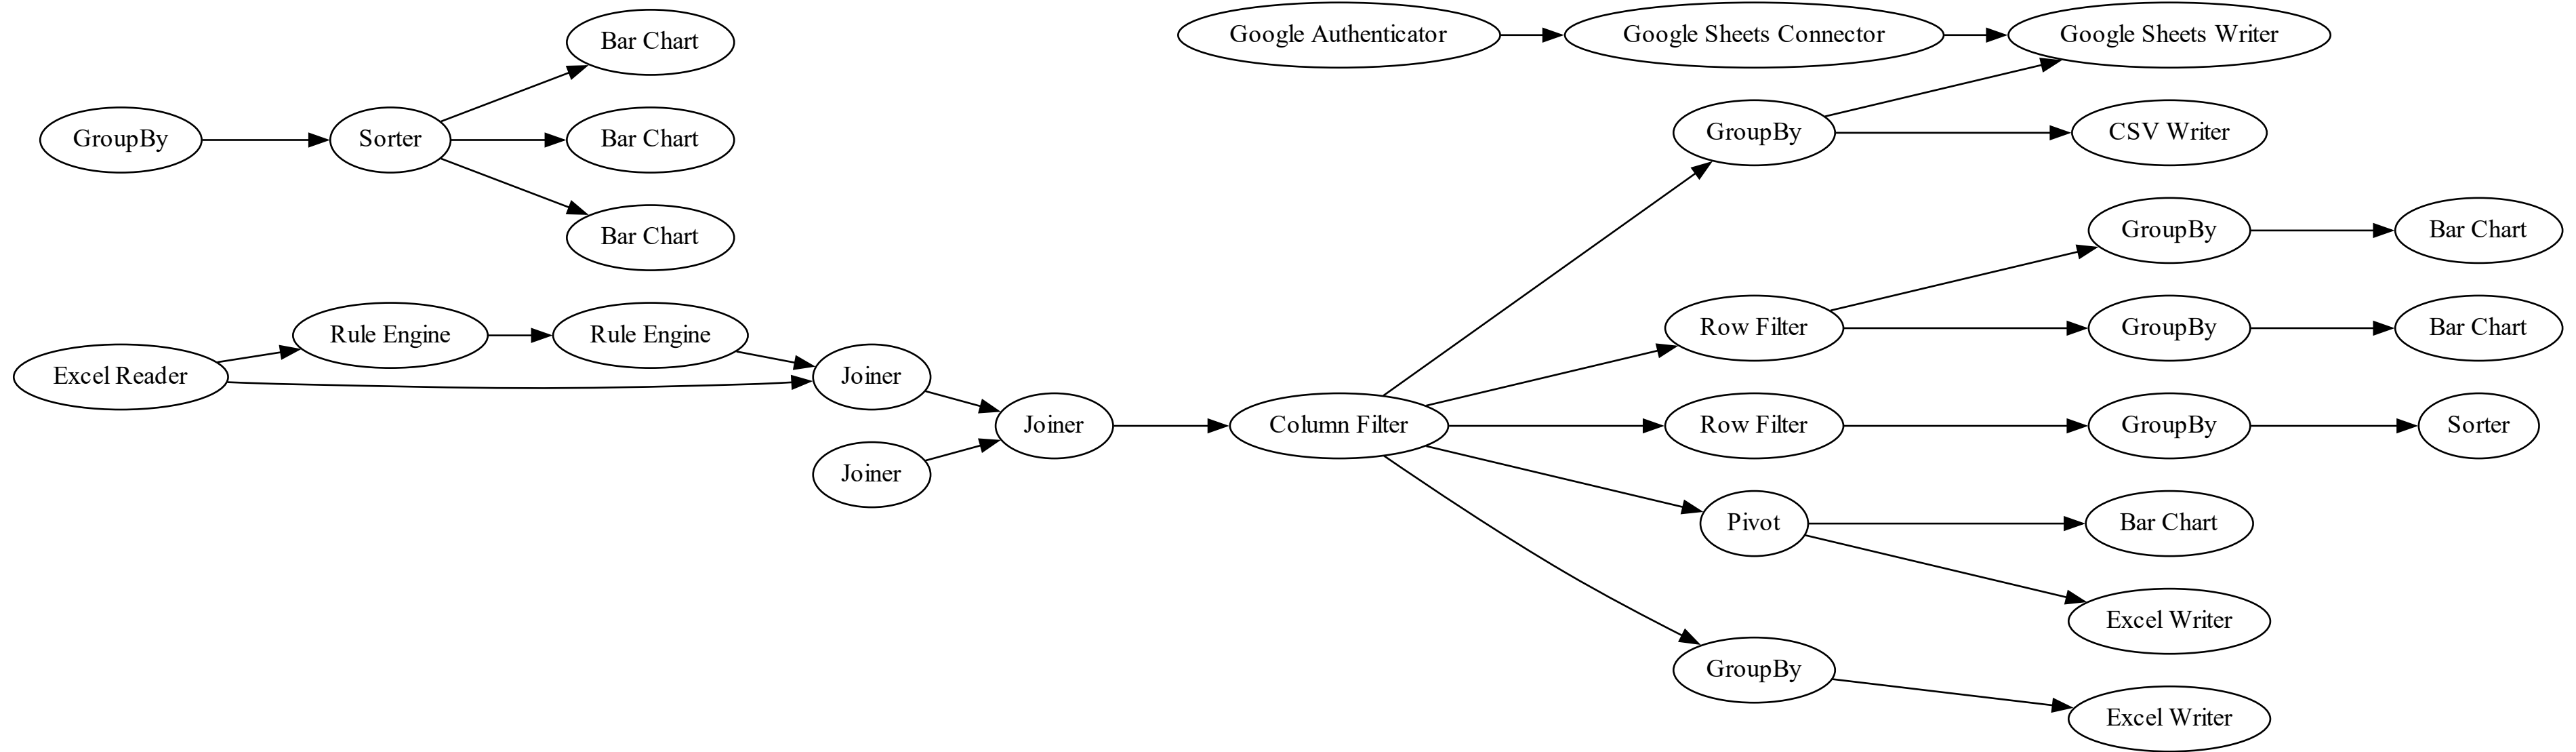 Bar Chart
Google Authenticator
Google Sheets Connector
Google Sheets Writer
GroupBy
Sorter
Bar Chart
GroupBy
CSV Writer
Bar Chart
GroupBy
Bar Chart
Rule Engine
Rule Engine
Row Filter
GroupBy
Bar Chart
Excel Reader
Joiner
Joiner
Column Filter
Row Filter
GroupBy
Sorter
Joiner
Pivot
Bar Chart
Excel Writer
GroupBy
Excel Writer